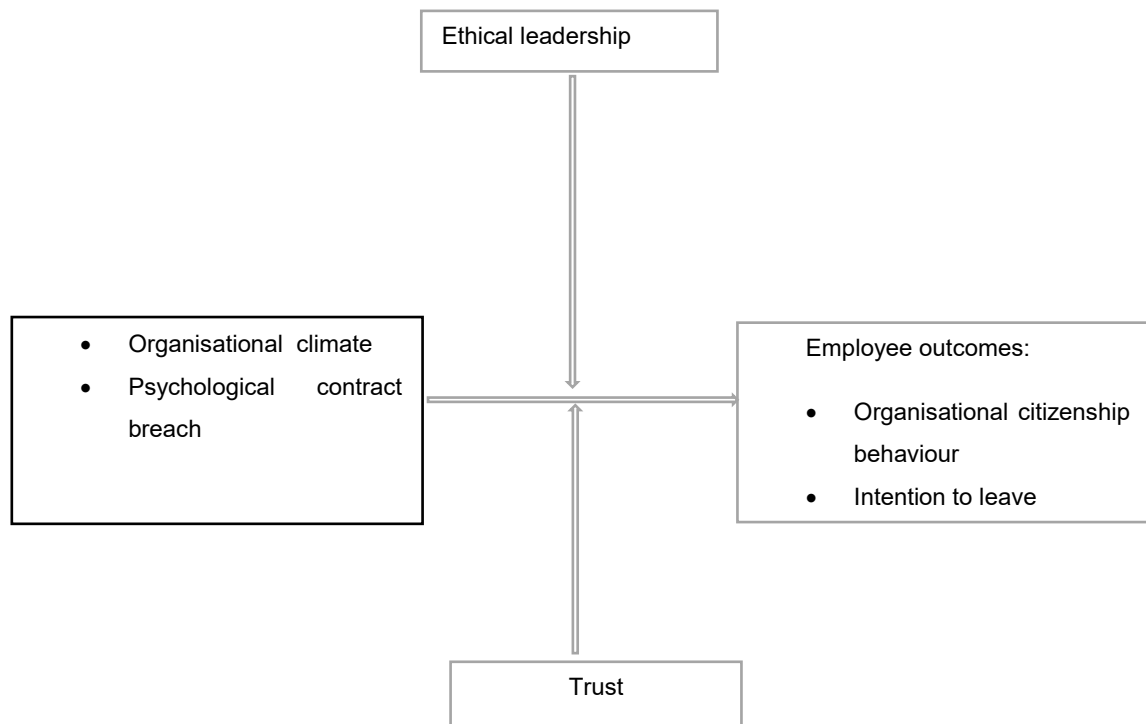 Ethical leadership
• Organisational climate
• Psychological contract
breach
Employee outcomes:
• Organisational citizenship
behaviour
• Intention to leave
Trust